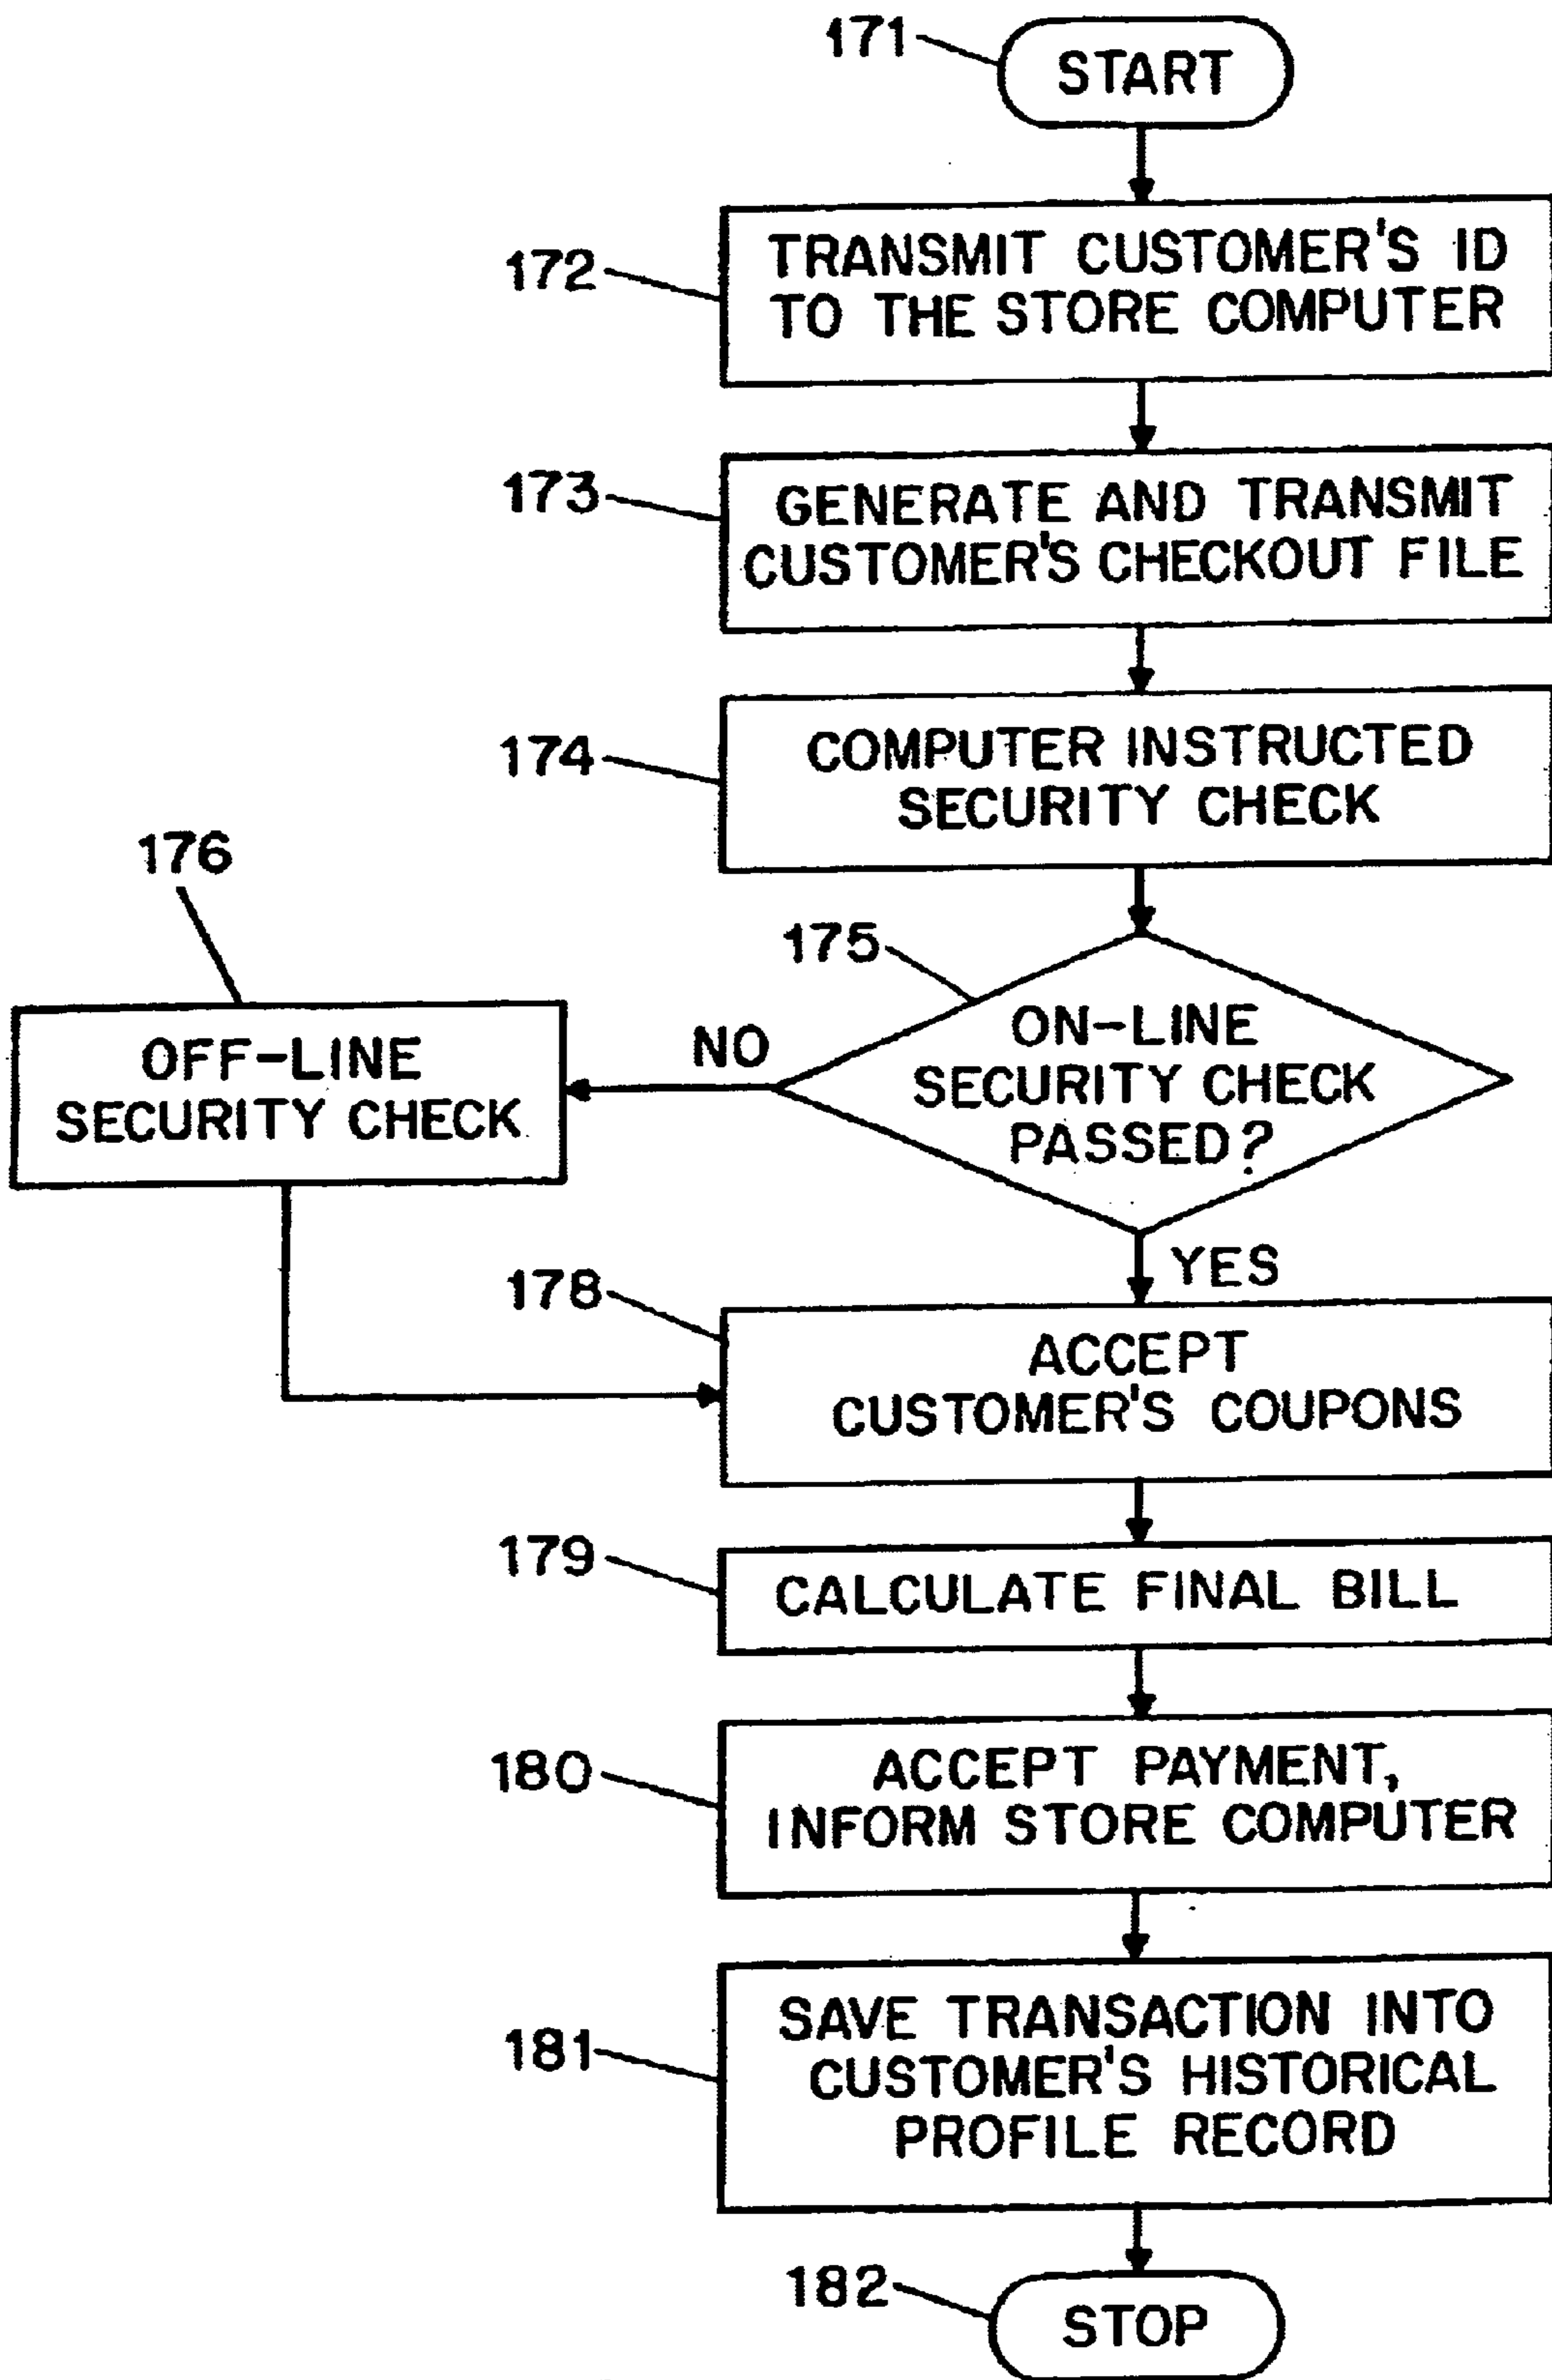 171
START
172
TRANSMIT CUSTOMER'S ID
TO THE STORE COMPUTER
173
GENERATE AND TRANSMIT
CUSTOMER'S CHECKOUT FILE
174
COMPUTER INSTRUCTED
SECURITY CHECK
176
175
OFF-LINE
SECURITY CHECK
NO
ON-LINE
SECURITY CHECK
PASSED?
YES
178
ACCEPT
CUSTOMER'S COUPONS
179
CALCULATE FINAL BILL
180
ACCEPT PAYMENT,
INFORM STORE COMPUTER
181
SAVE TRANSACTION INTO
CUSTOMER'S HISTORICAL
PROFILE RECORD
182
STOP